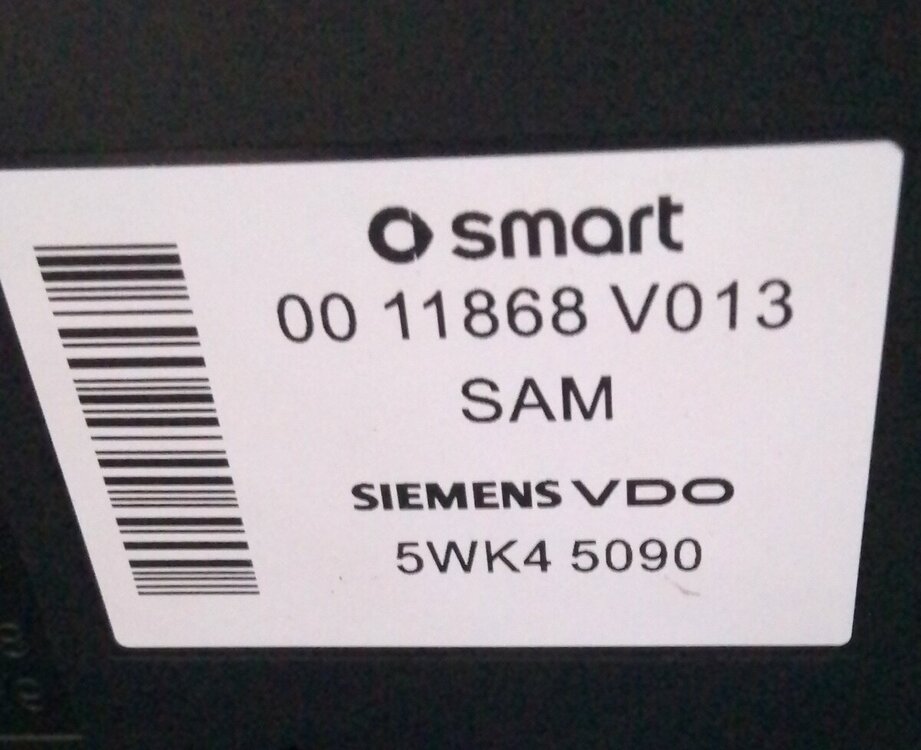 smart
00 11868 V013
SAM
SIEMENS VDO
5WK4 5090